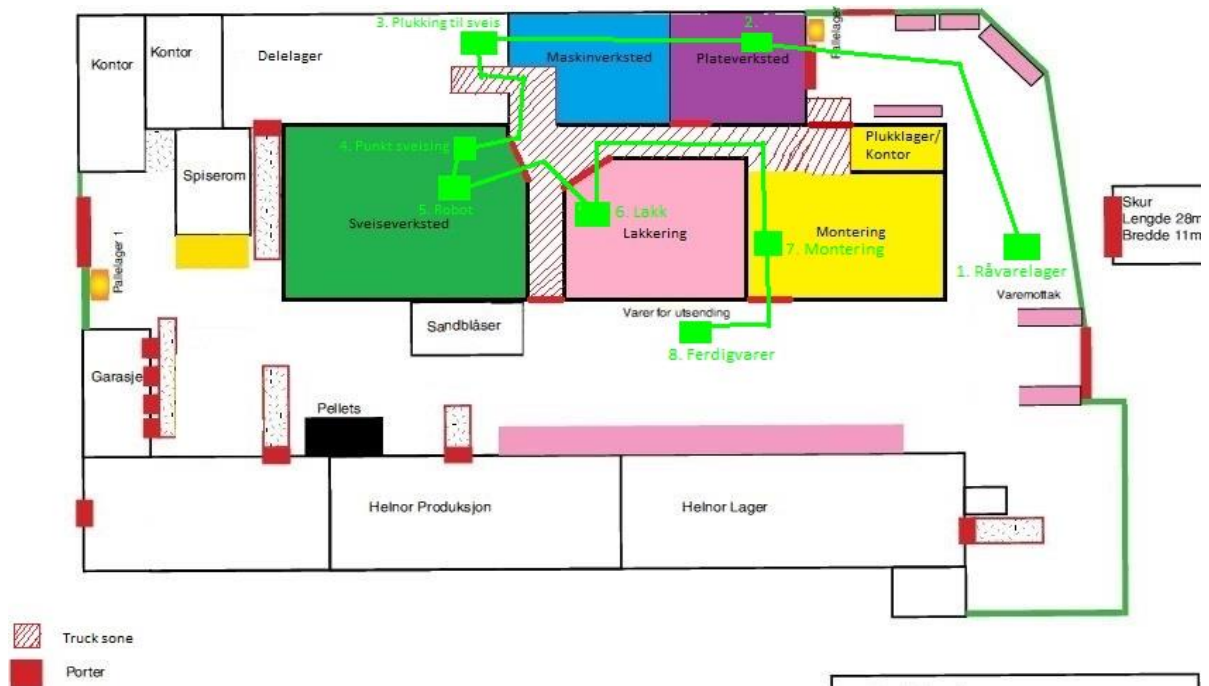 3. Plukking til sveis
2.
Pallelager
Kontor
Kontor
Delelager
Maskinverksted
Plateverksted
Plukklager/
Kontor
4. Punkt sveising
Spiserom
5. Robot
6. Lakk
Sveiseverksted
Lakkering
Montering
7. Montering
Skur
Lengde 28m
Bredde 11m
1. Råvarelager
Pallelager 1
Varemottak
Varer for utsending
Sandblåser
8. Ferdigvarer
Garasje
Pellets
Helnor Produksjon
Helnor Lager
Truck sone
Porter